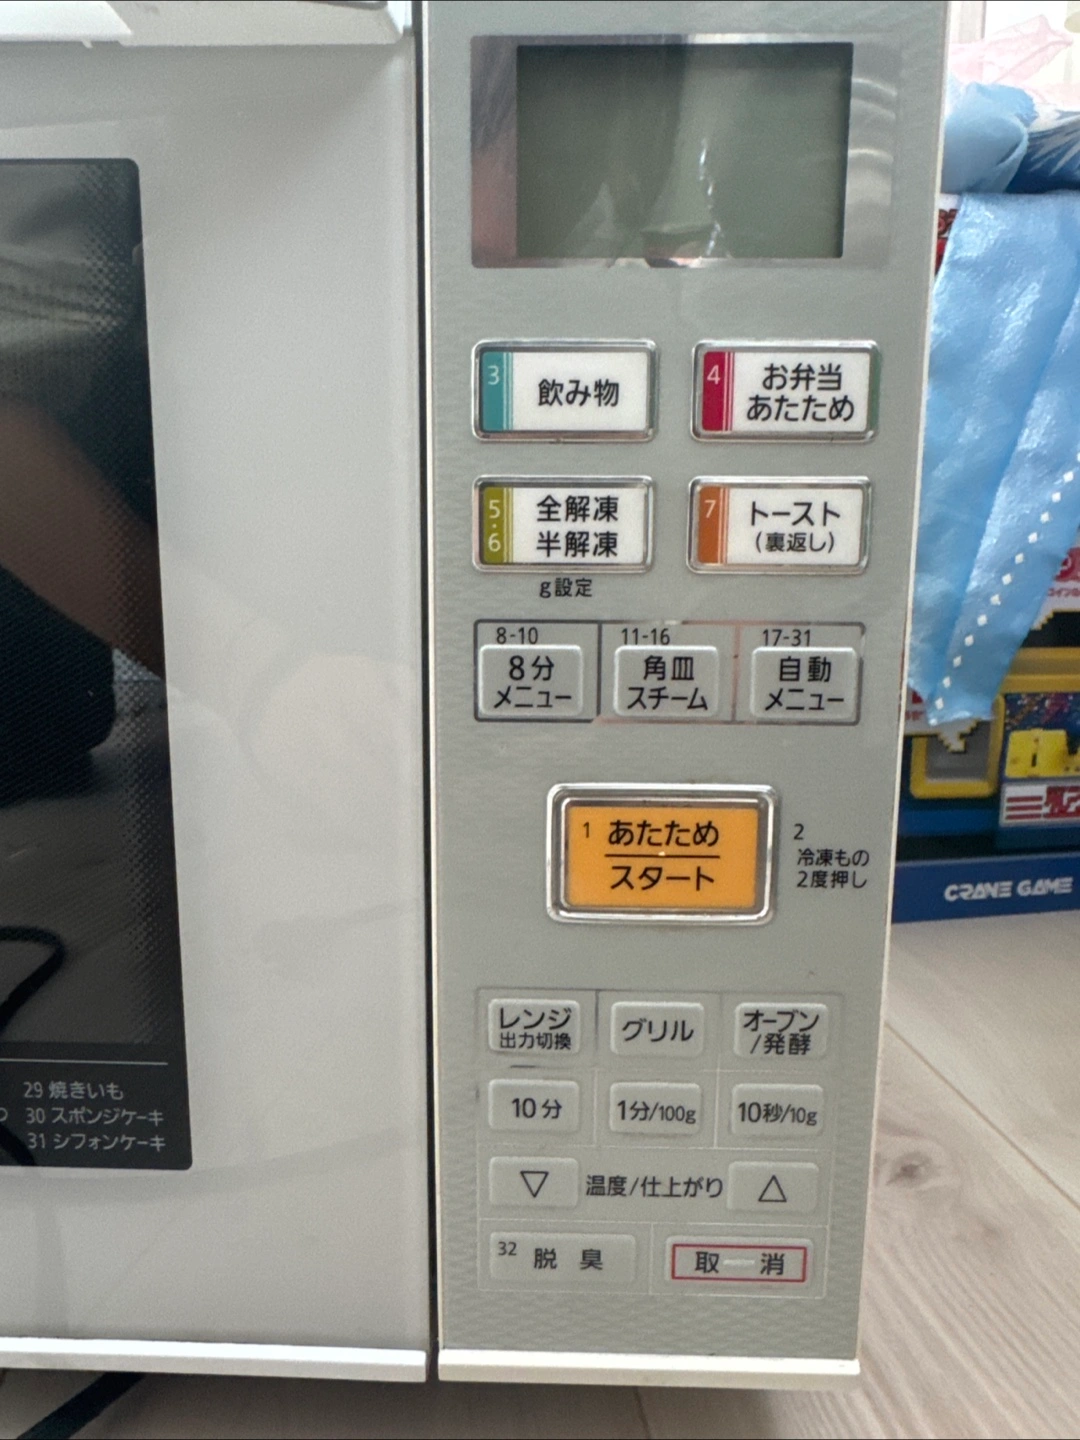 3 飲み物
4 お弁当
あたため
5・6 全解凍
半解凍
g設定
7 トースト
(裏返し)
8-10
8分
メニュー
11-16
角皿
スチーム
17-31
自動
メニュー
1 あたため
スタート
2
冷凍もの
2度押し
レンジ
出力切換
グリル
オーブン
/発酵
10分
1分/100g
10秒/10g
▽ 温度/仕上がり △
32 脱臭
取消
29 焼きいも
30 スポンジケーキ
31 シフォンケーキ
CRANE GAME